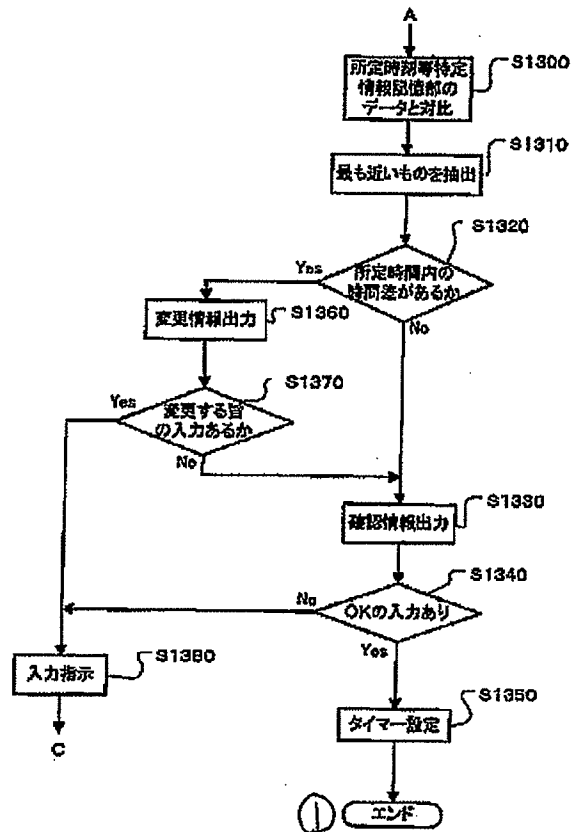 A
所定時刻等特定
情報記憶部の
データと対比
S1300
S1310
最も近いものを抽出
S1320
Yes
所定時間内の
時間差があるか
No
変更情報出力
S1360
S1370
Yes
変更する旨
の入力あるか
No
S1330
確認情報出力
S1340
No
OKの入力あり
Yes
入力指示
S1380
C
S1350
タイマー設定
1
エンド